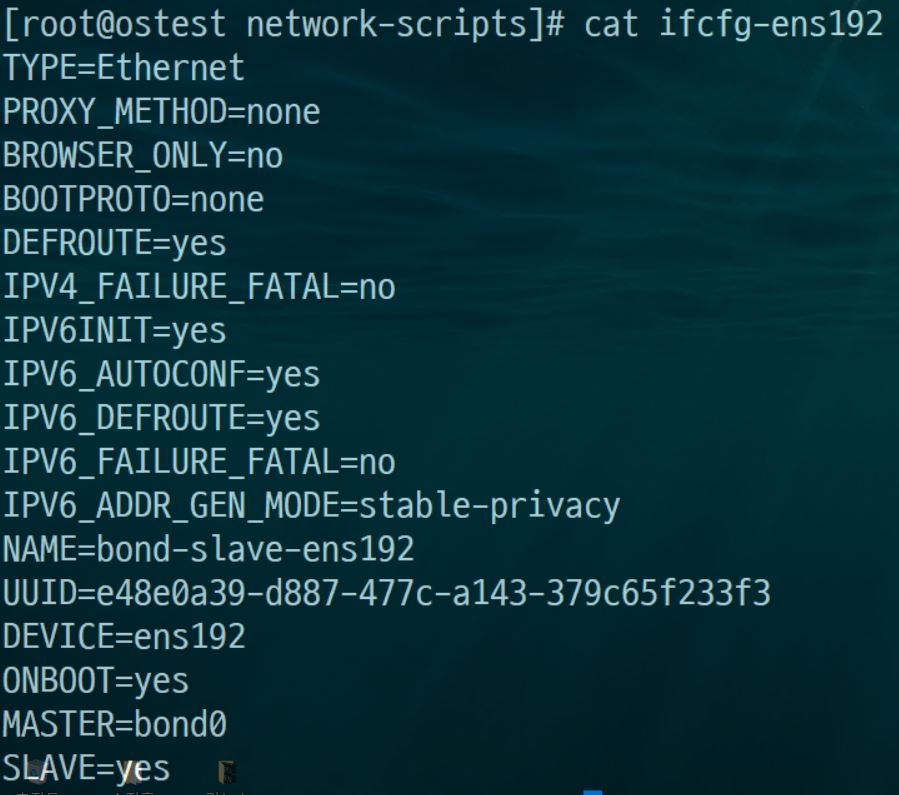 [root@ostest network-scripts]# cat ifcfg-ens192
TYPE=Ethernet
PROXY_METHOD=none
BROWSER_ONLY=no
BOOTPROTO=none
DEFROUTE=yes
IPV4_FAILURE_FATAL=no
IPV6INIT=yes
IPV6_AUTOCONF=yes
IPV6_DEFROUTE=yes
IPV6_FAILURE_FATAL=no
IPV6_ADDR_GEN_MODE=stable-privacy
NAME=bond-slave-ens192
UUID=e48e0a39-d887-477c-a143-379c65f233f3
DEVICE=ens192
ONBOOT=yes
MASTER=bond0
SLAVE=yes